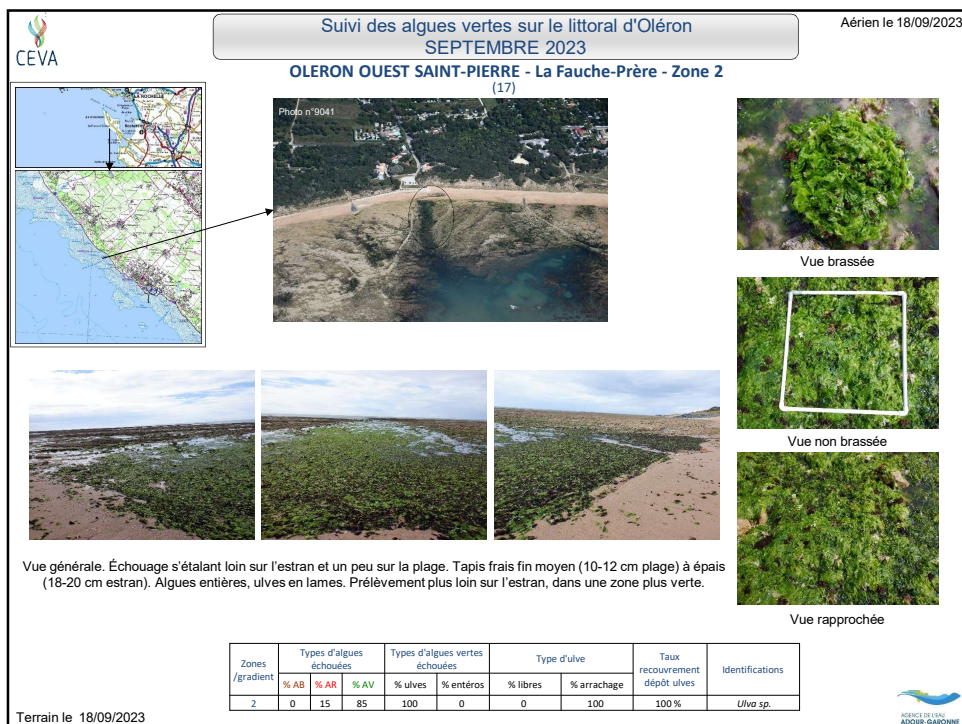 CEVA
Suivi des algues vertes sur le littoral d'Oléron
SEPTEMBRE 2023
Aérien le 18/09/2023
OLERON OUEST SAINT-PIERRE - La Fauche-Prère - Zone 2
(17)
LA ROCHELLE
Photo n°9041
Vue brassée
Vue non brassée
Vue rapprochée
Vue générale. Échouage s'étalant loin sur l'estran et un peu sur la plage. Tapis frais fin moyen (10-12 cm plage) à épais
(18-20 cm estran). Algues entières, ulves en lames. Prélèvement plus loin sur l'estran, dans une zone plus verte.
Zones /gradient Types d'algues échouées Types d'algues vertes échouées Type d'ulve Taux recouvrement dépôt ulves Identifications
% AB % AR % AV % ulves % entéros % libres % arrachage
2 0 15 85 100 0 0 100 100 % Ulva sp.
Terrain le 18/09/2023
AGENCE DE L'EAU
ADOUR-GARONNE